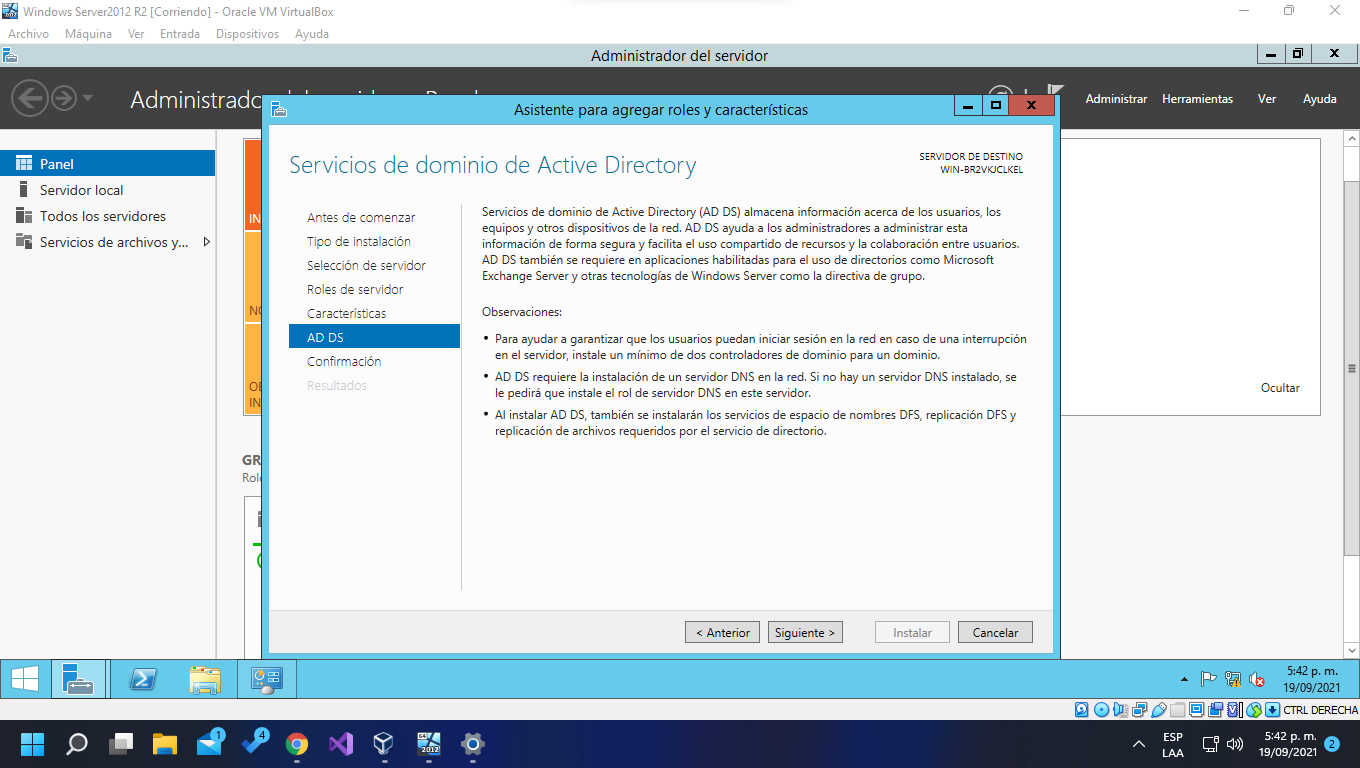 Windows Server2012 R2 [Corriendo] - Oracle VM VirtualBox
Archivo Máquina Ver Entrada Dispositivos Ayuda
Administrador del servidor
Administrar Herramientas Ver Ayuda
Asistente para agregar roles y características
Panel
Servidor local
Todos los servidores
Servicios de archivos y...
Servicios de dominio de Active Directory
SERVIDOR DE DESTINO
WIN-BR2VKJCLKEL
Antes de comenzar
Tipo de instalación
Selección de servidor
Roles de servidor
Características
AD DS
Confirmación
Resultados
Servicios de dominio de Active Directory (AD DS) almacena información acerca de los usuarios, los
equipos y otros dispositivos de la red. AD DS ayuda a los administradores a administrar esta
información de forma segura y facilita el uso compartido de recursos y la colaboración entre usuarios.
AD DS también se requiere en aplicaciones habilitadas para el uso de directorios como Microsoft
Exchange Server y otras tecnologías de Windows Server como la directiva de grupo.
Observaciones:
• Para ayudar a garantizar que los usuarios puedan iniciar sesión en la red en caso de una interrupción
en el servidor, instale un mínimo de dos controladores de dominio para un dominio.
• AD DS requiere la instalación de un servidor DNS en la red. Si no hay un servidor DNS instalado, se
le pedirá que instale el rol de servidor DNS en este servidor.
• Al instalar AD DS, también se instalarán los servicios de espacio de nombres DFS, replicación DFS y
replicación de archivos requeridos por el servicio de directorio.
Ocultar
< Anterior Siguiente > Instalar Cancelar
5:42 p. m.
19/09/2021
CTRL DERECHA
1
4
64
2012
ESP
LAA
5:42 p. m.
19/09/2021
2